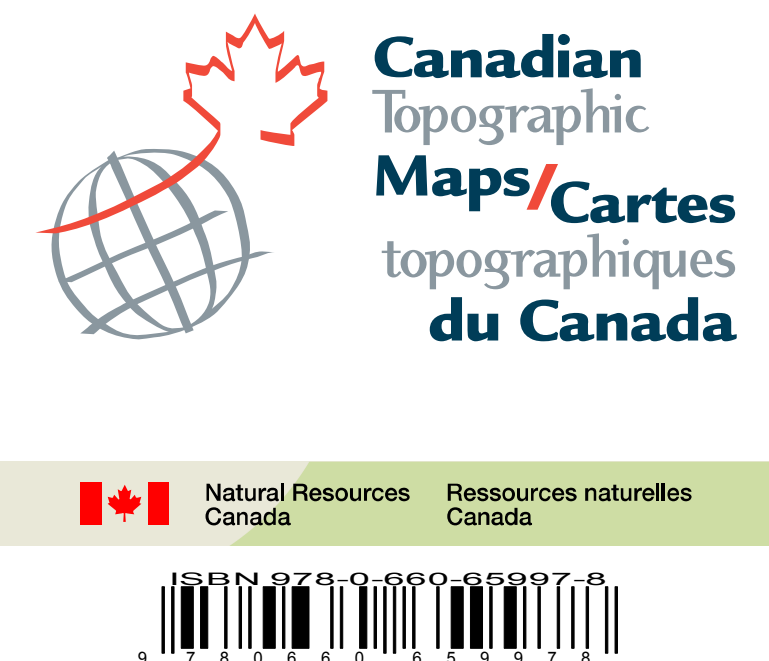 Canadian
Topographic
Maps/Cartes
topographiques
du Canada
Natural Resources
Canada
Ressources naturelles
Canada
ISBN 978-0-660-65997-8
9 780660 659978